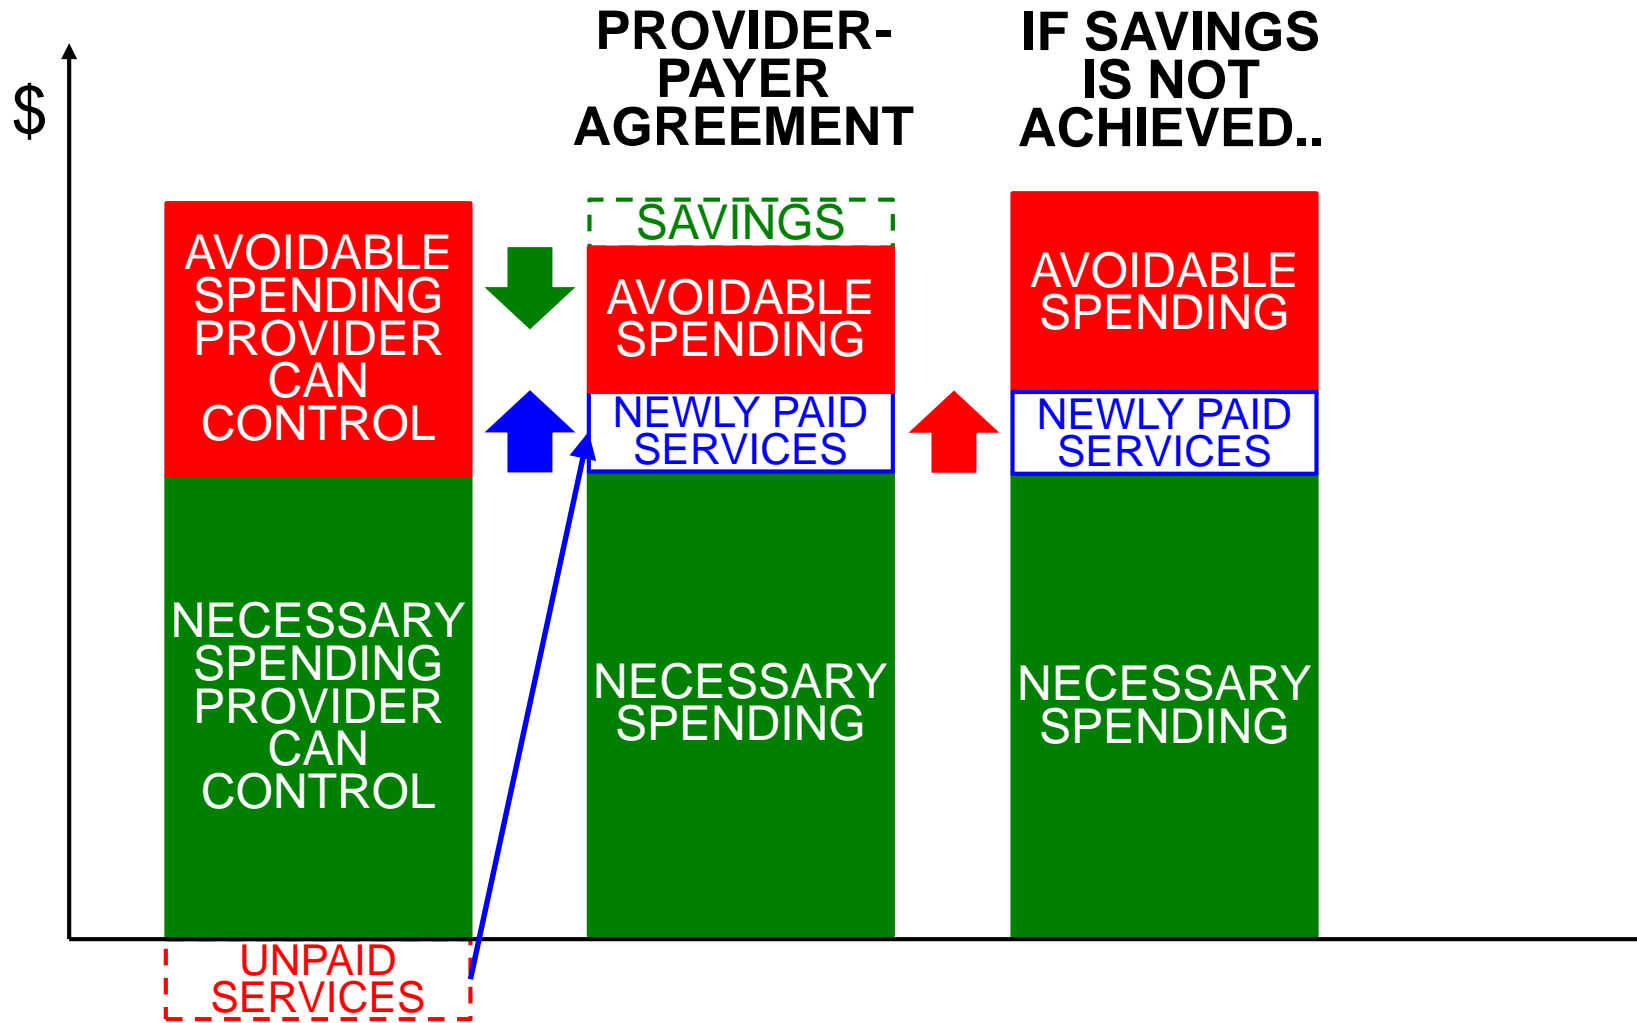 $
PROVIDER-
PAYER
AGREEMENT
IF SAVINGS
IS NOT
ACHIEVED..
AVOIDABLE
SPENDING
PROVIDER
CAN
CONTROL
NECESSARY
SPENDING
PROVIDER
CAN
CONTROL
UNPAID
SERVICES
SAVINGS
AVOIDABLE
SPENDING
NEWLY PAID
SERVICES
NECESSARY
SPENDING
AVOIDABLE
SPENDING
NEWLY PAID
SERVICES
NECESSARY
SPENDING